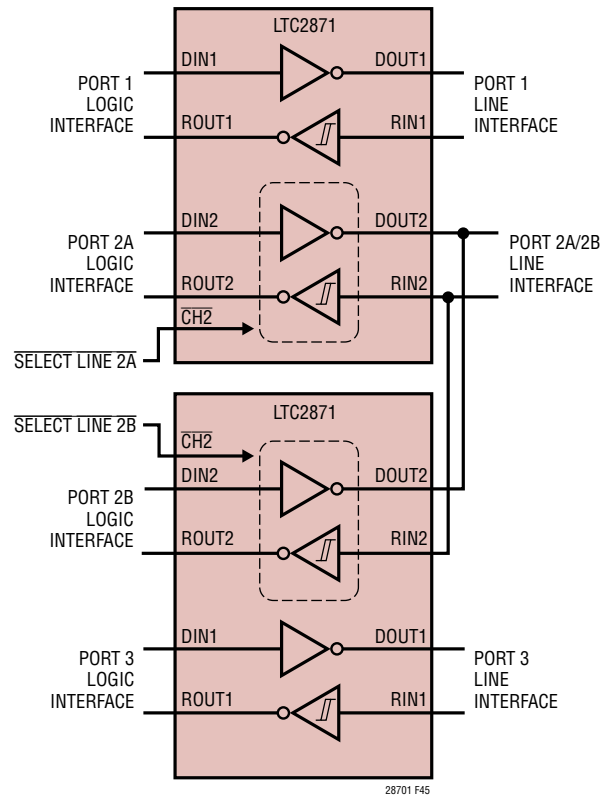 LTC2871
DIN1
DOUT1
PORT 1
LOGIC
INTERFACE
PORT 1
LINE
INTERFACE
ROUT1
RIN1
DIN2
DOUT2
PORT 2A
LOGIC
INTERFACE
PORT 2A/2B
LINE
INTERFACE
ROUT2
RIN2
CH2
SELECT LINE 2A
LTC2871
SELECT LINE 2B
CH2
DIN2
DOUT2
PORT 2B
LOGIC
INTERFACE
ROUT2
RIN2
DIN1
DOUT1
PORT 3
LOGIC
INTERFACE
PORT 3
LINE
INTERFACE
ROUT1
RIN1
28701 F45